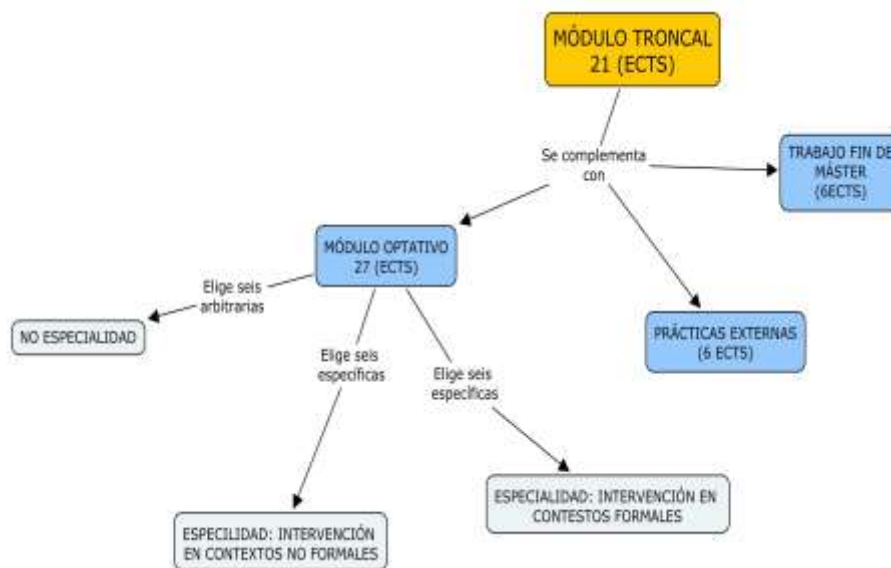 MÓDULO TRONCAL
21 (ECTS)
Se complementa
con
TRABAJO FIN DE
MÁSTER
(6ECTS)
MÓDULO OPTATIVO
27 (ECTS)
Elige seis
arbitrarias
NO ESPECIALIDAD
PRÁCTICAS EXTERNAS
(6 ECTS)
Elige seis
específicas
Elige seis
específicas
ESPECIALIDAD: INTERVENCIÓN EN
CONTESTOS FORMALES
ESPECILIDAD: INTERVENCIÓN
EN CONTEXTOS NO FORMALES